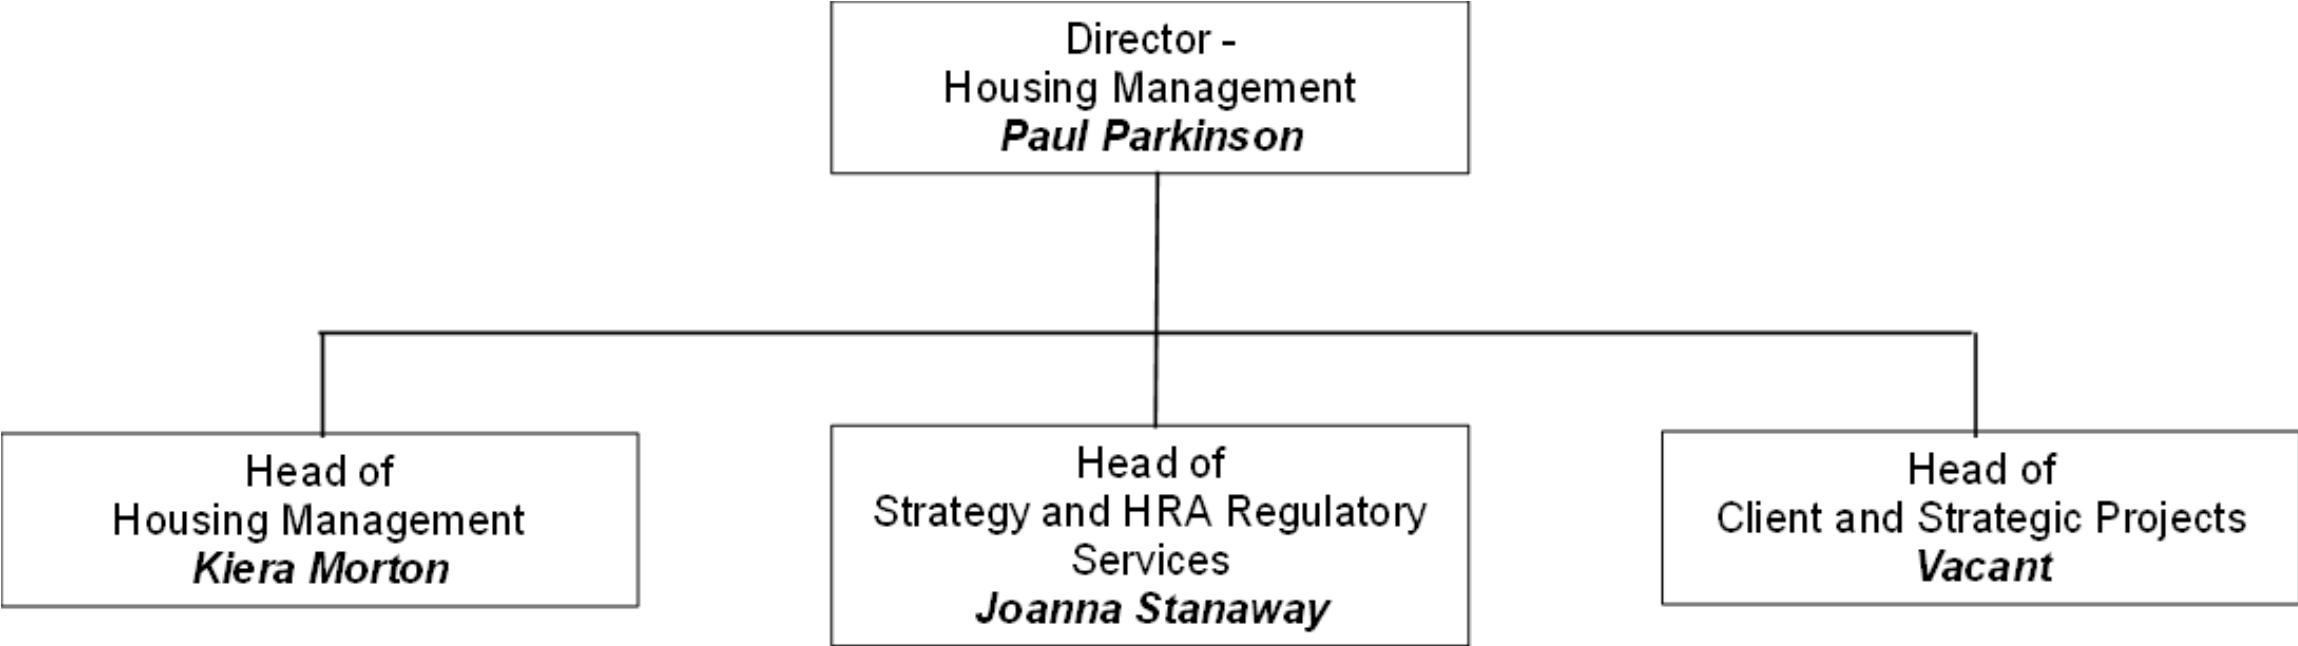 Director -
Housing Management
Paul Parkinson
Head of
Housing Management
Kiera Morton
Head of
Strategy and HRA Regulatory
Services
Joanna Stanaway
Head of
Client and Strategic Projects
Vacant